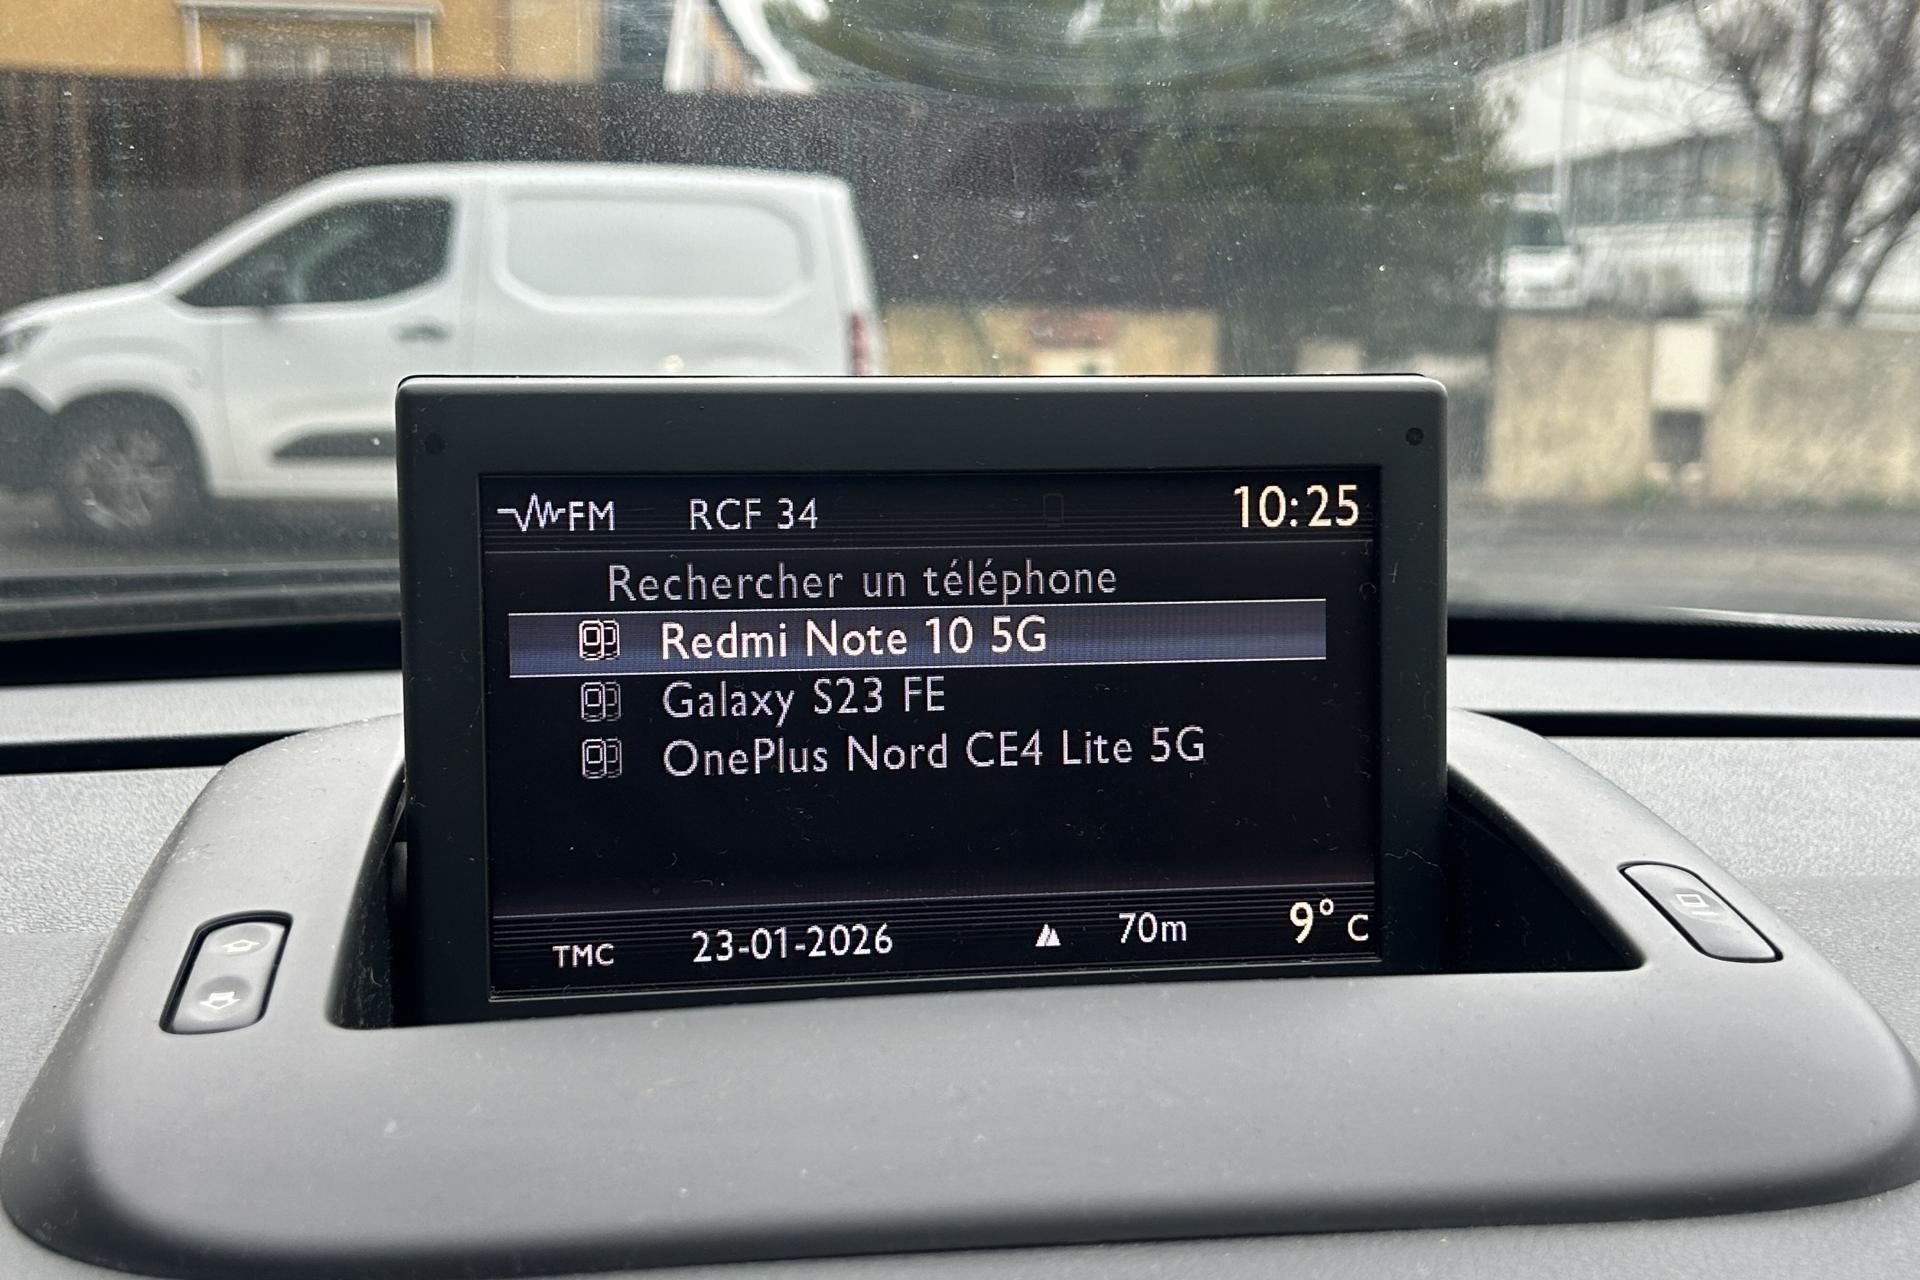 FM RCF 34 10:25
Rechercher un téléphone
Redmi Note 10 5G
Galaxy S23 FE
OnePlus Nord CE4 Lite 5G
TMC 23-01-2026 70m 9° C